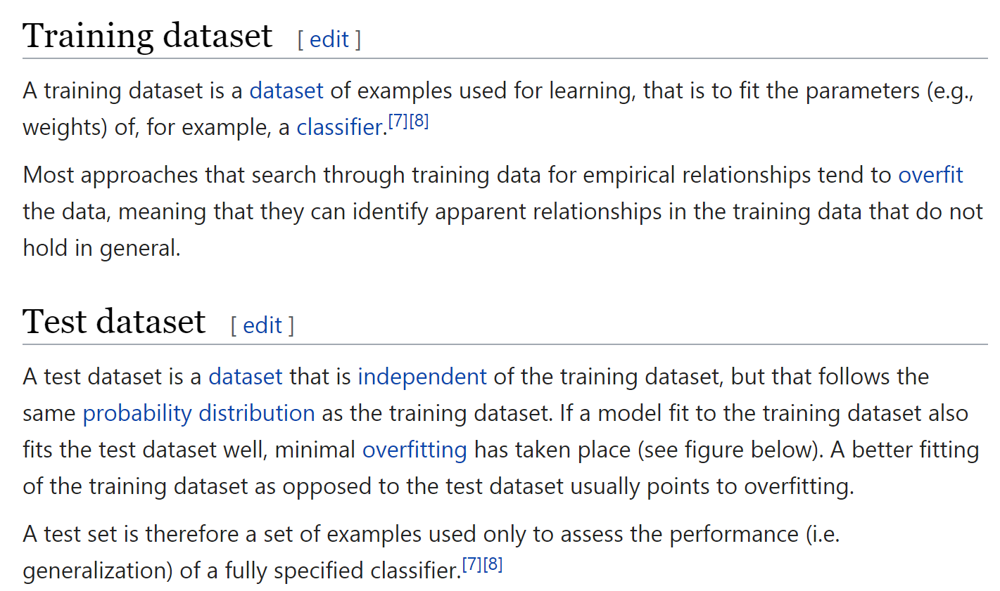 Training dataset [ edit ]
A training dataset is a dataset of examples used for learning, that is to fit the parameters (e.g.,
weights) of, for example, a classifier.[7][8]
Most approaches that search through training data for empirical relationships tend to overfit
the data, meaning that they can identify apparent relationships in the training data that do not
hold in general.
Test dataset [ edit ]
A test dataset is a dataset that is independent of the training dataset, but that follows the
same probability distribution as the training dataset. If a model fit to the training dataset also
fits the test dataset well, minimal overfitting has taken place (see figure below). A better fitting
of the training dataset as opposed to the test dataset usually points to overfitting.
A test set is therefore a set of examples used only to assess the performance (i.e.
generalization) of a fully specified classifier.[7][8]